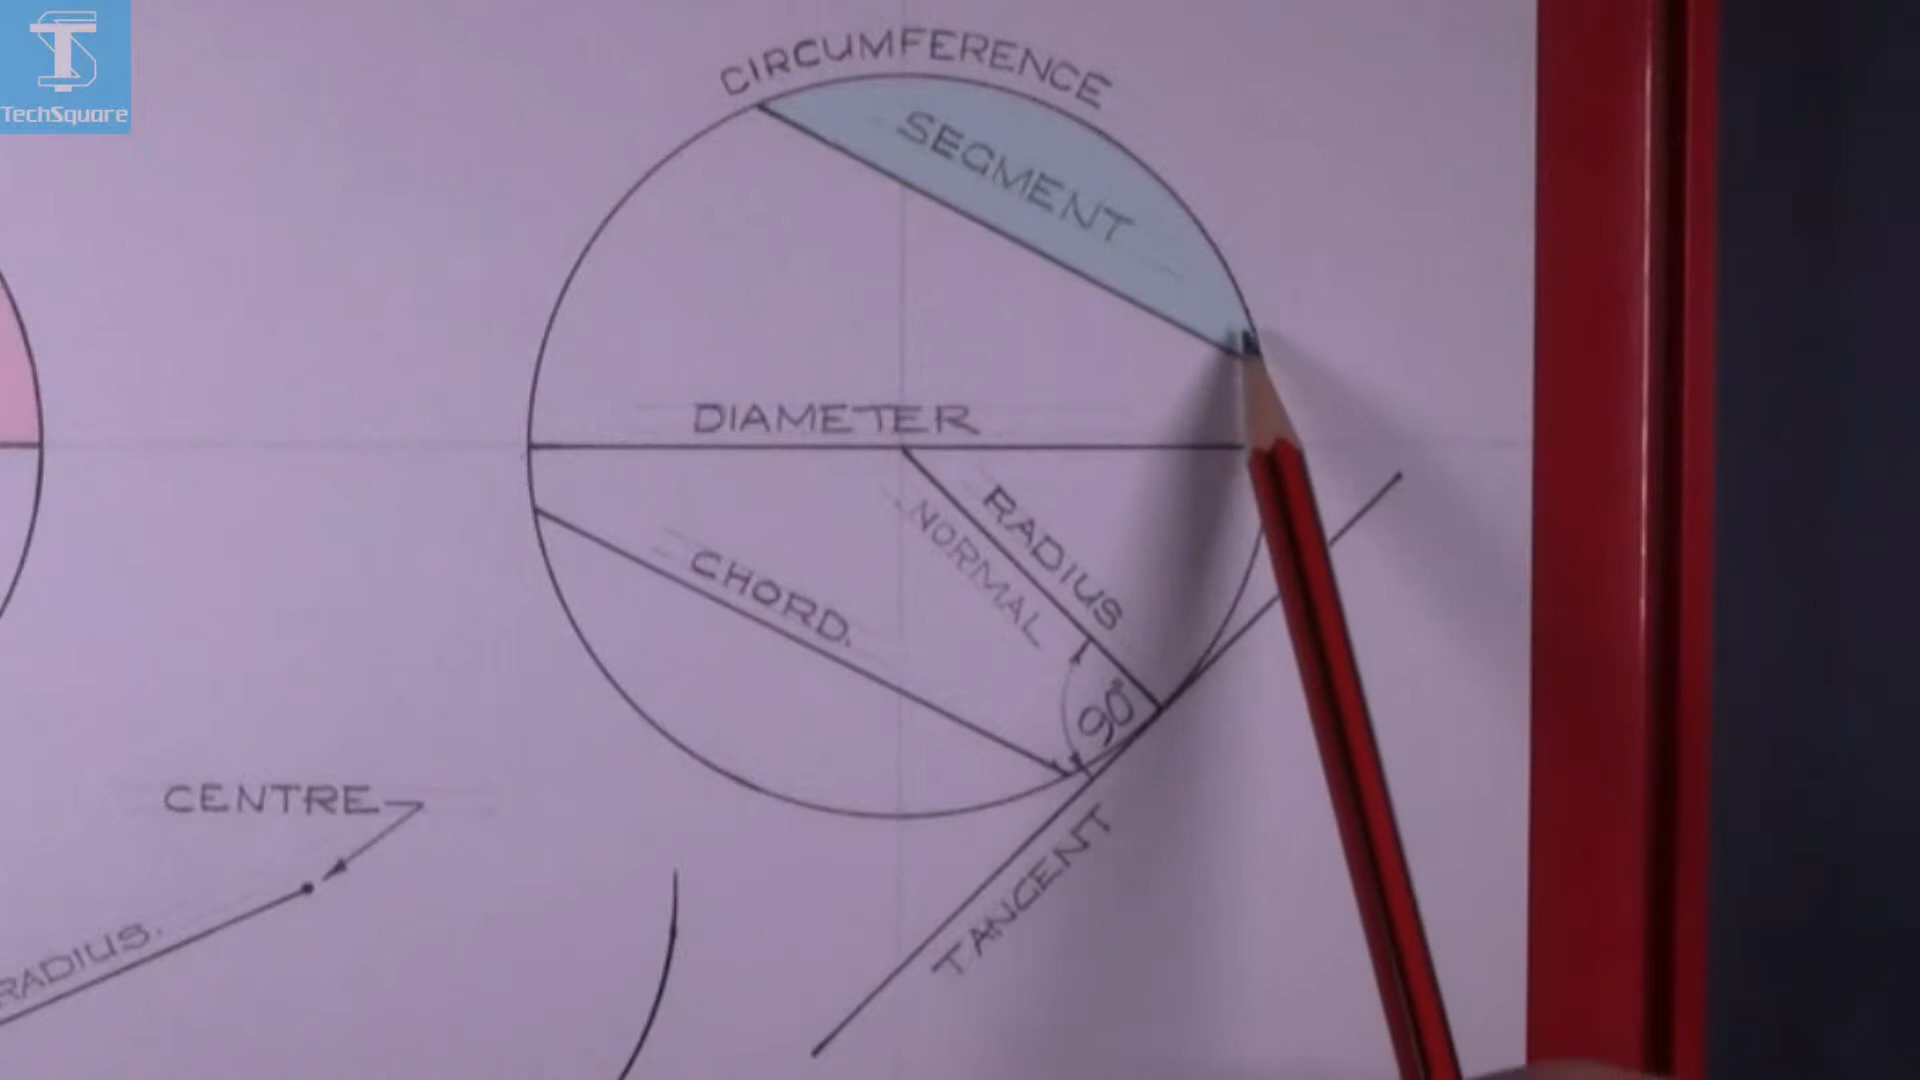 TechSquare
CIRCUMFERENCE
SEGMENT
DIAMETER
RADIUS
NORMAL
CHORD.
90°
CENTRE
TANGENT
RADIUS.